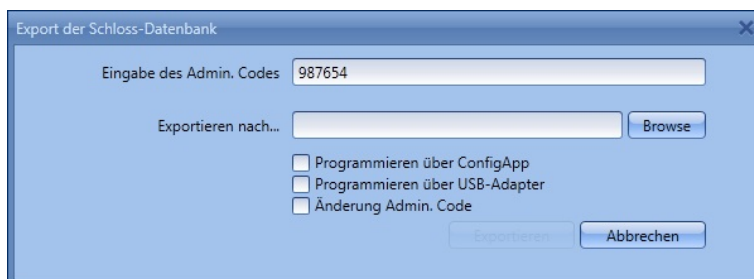 Export der Schloss-Datenbank
Eingabe des Admin. Codes 987654
Exportieren nach... Browse
Programmieren über ConfigApp
Programmieren über USB-Adapter
Änderung Admin. Code
Exportieren Abbrechen